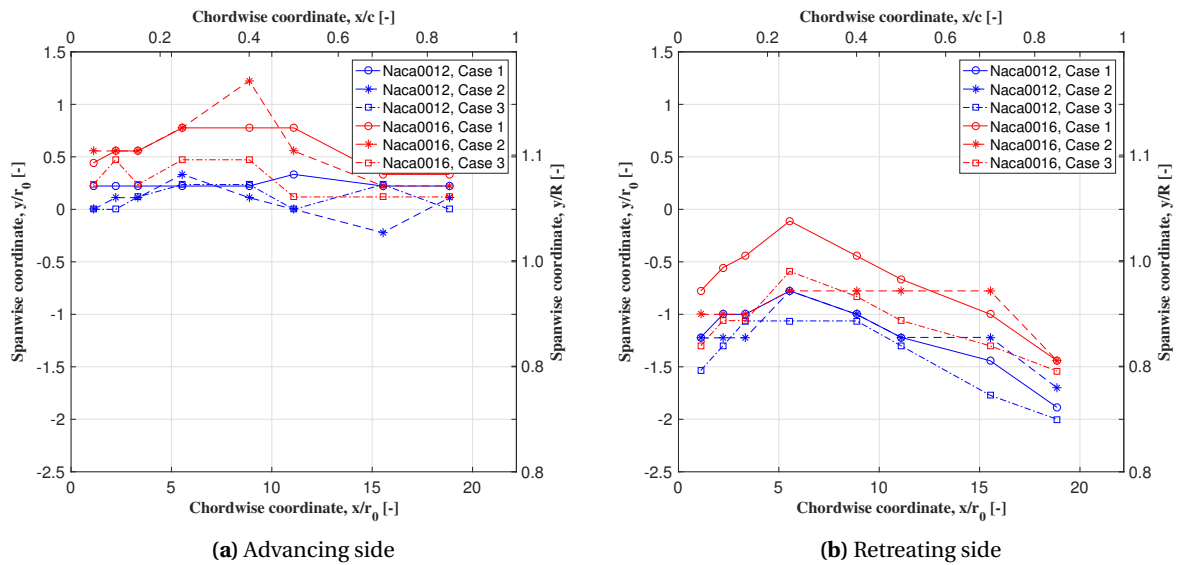 Chordwise coordinate, x/c [-]
0 0.2 0.4 0.6 0.8 1
1.5
1
0.5
0
-0.5
-1
-1.5
-2
-2.5
Spanwise coordinate, y/r0 [-]
Naca0012, Case 1
Naca0012, Case 2
Naca0012, Case 3
Naca0016, Case 1
Naca0016, Case 2
Naca0016, Case 3
1.1
1.0
0.8
0.8
Spanwise coordinate, y/R [-]
0 5 10 15 20
Chordwise coordinate, x/r0 [-]
(a) Advancing side
Chordwise coordinate, x/c [-]
0 0.2 0.4 0.6 0.8 1
1.5
1
0.5
0
-0.5
-1
-1.5
-2
-2.5
Spanwise coordinate, y/r0 [-]
Naca0012, Case 1
Naca0012, Case 2
Naca0012, Case 3
Naca0016, Case 1
Naca0016, Case 2
Naca0016, Case 3
1.1
1.0
0.8
0.8
Spanwise coordinate, y/R [-]
0 5 10 15 20
Chordwise coordinate, x/r0 [-]
(b) Retreating side